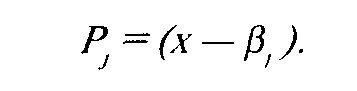 P_j = (x — β_j ).